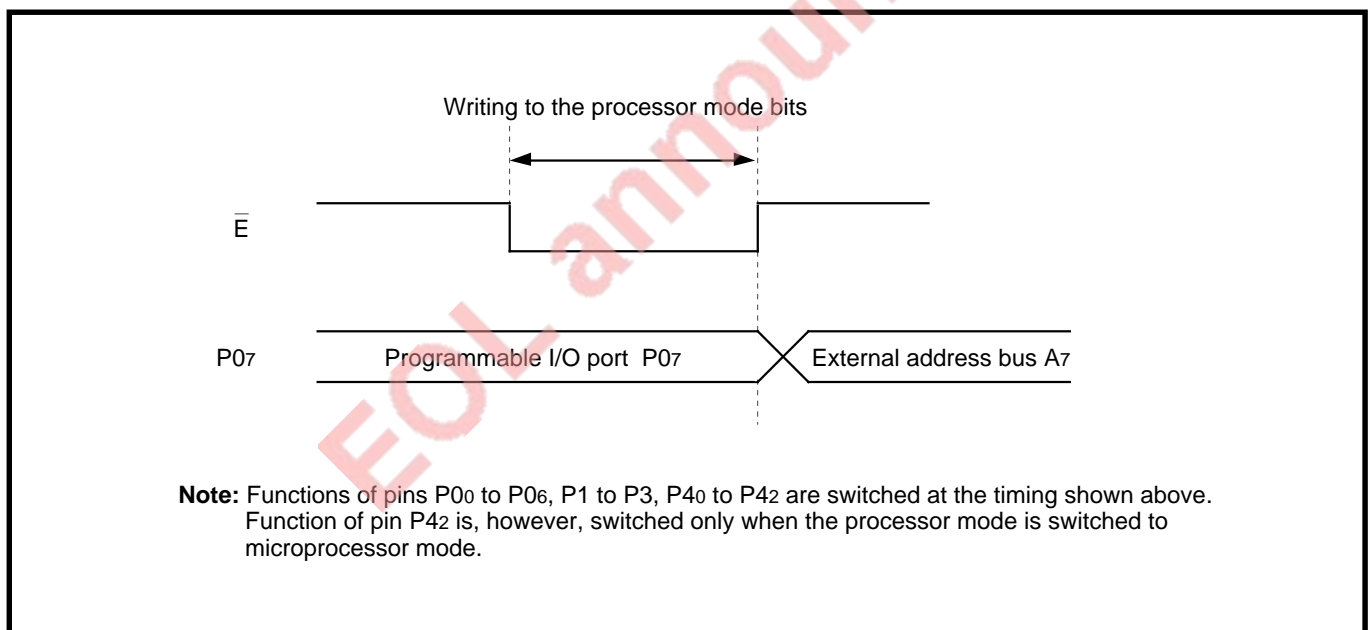 Writing to the processor mode bits
E̅
P07
Programmable I/O port P07
External address bus A7
Note: Functions of pins P00 to P06, P1 to P3, P40 to P42 are switched at the timing shown above.
Function of pin P42 is, however, switched only when the processor mode is switched to
microprocessor mode.
EOL announ